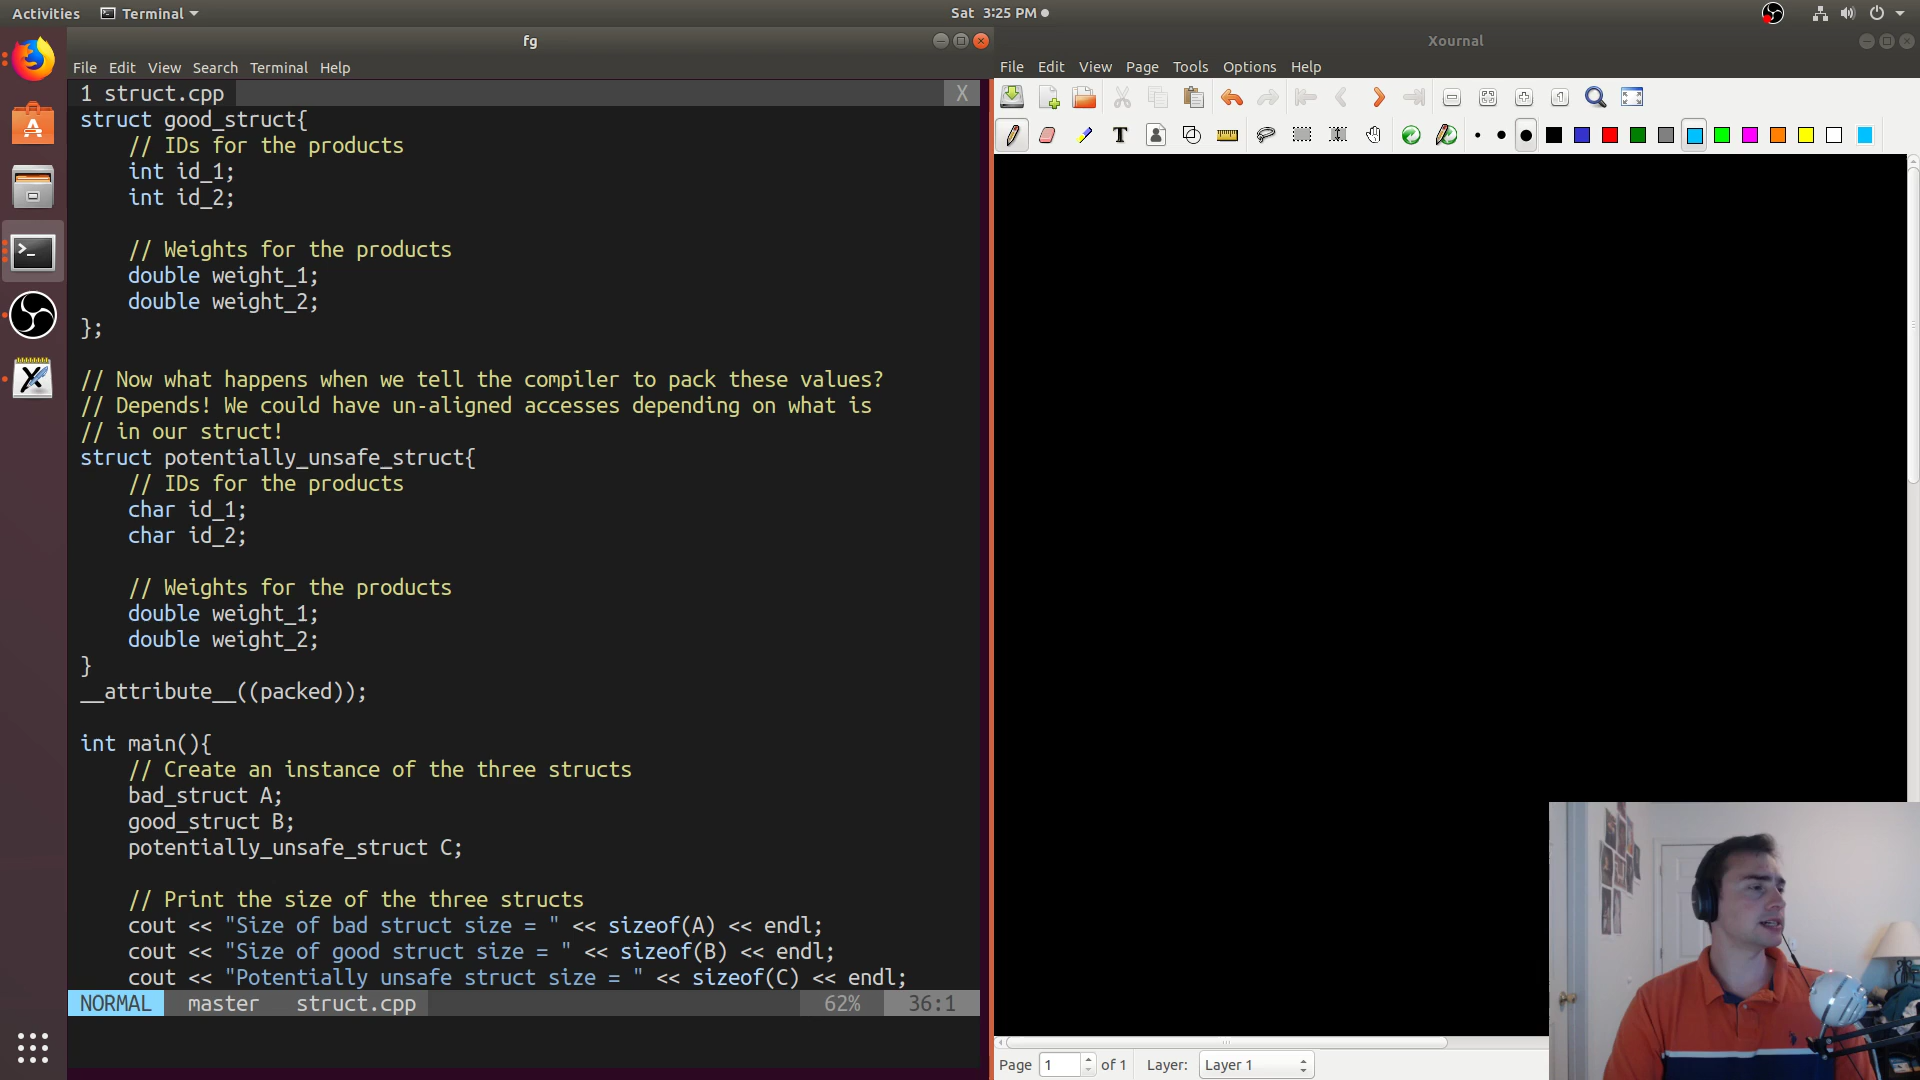 Activities Terminal Sat 3:25 PM
fg
File Edit View Search Terminal Help
1 struct.cpp X
struct good_struct{
// IDs for the products
int id_1;
int id_2;
// Weights for the products
double weight_1;
double weight_2;
};
// Now what happens when we tell the compiler to pack these values?
// Depends! We could have un-aligned accesses depending on what is
// in our struct!
struct potentially_unsafe_struct{
// IDs for the products
char id_1;
char id_2;
// Weights for the products
double weight_1;
double weight_2;
}
__attribute__((packed));
int main(){
// Create an instance of the three structs
bad_struct A;
good_struct B;
potentially_unsafe_struct C;
// Print the size of the three structs
cout << "Size of bad struct size = " << sizeof(A) << endl;
cout << "Size of good struct size = " << sizeof(B) << endl;
cout << "Potentially unsafe struct size = " << sizeof(C) << endl;
NORMAL master struct.cpp 62% 36:1
Xournal
File Edit View Page Tools Options Help
T
Page 1 of 1 Layer: Layer 1